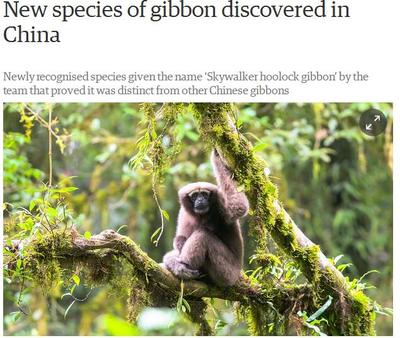 New species of gibbon discovered in
China
Newly recognised species given the name ‘Skywalker hoolock gibbon’ by the
team that proved it was distinct from other Chinese gibbons